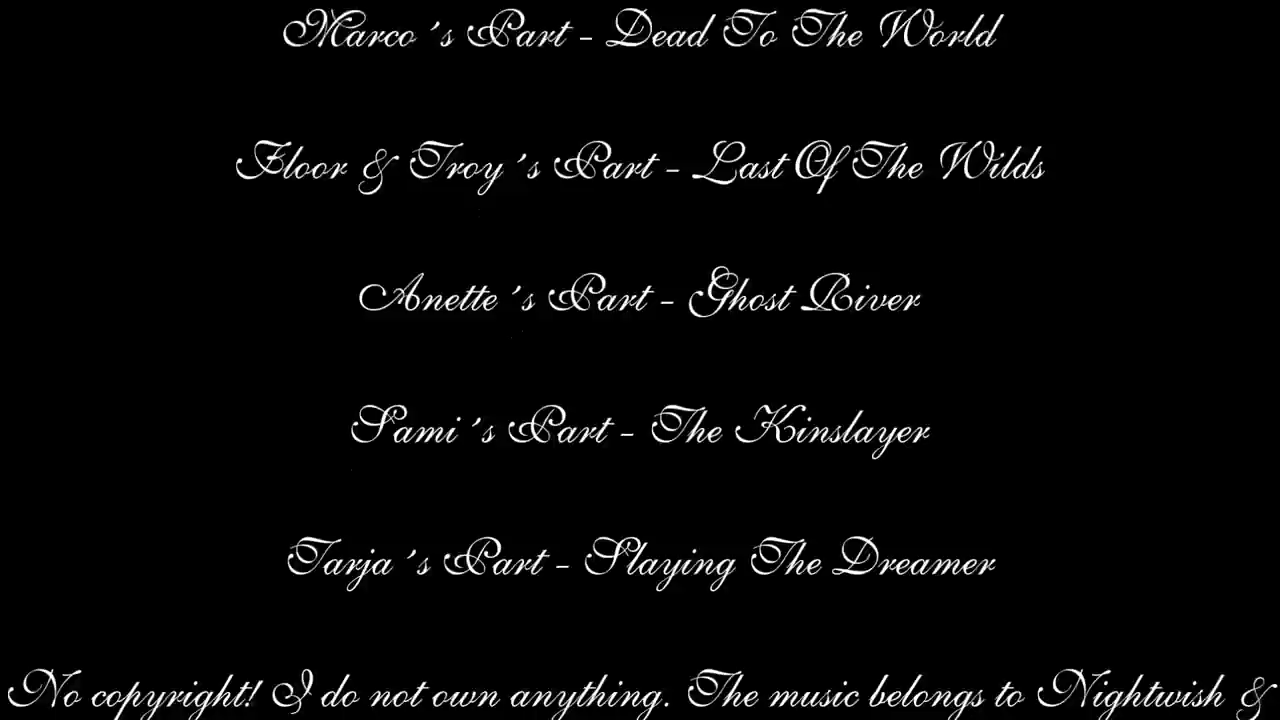 Marco 's Part - Dead To The World
Floor & Troy 's Part - Last Of The Wilds
Anette 's Part - Ghost River
Sami 's Part - The Kinslayer
Tarja 's Part - Slaying The Dreamer
No copyright! I do not own anything. The music belongs to Nightwish &